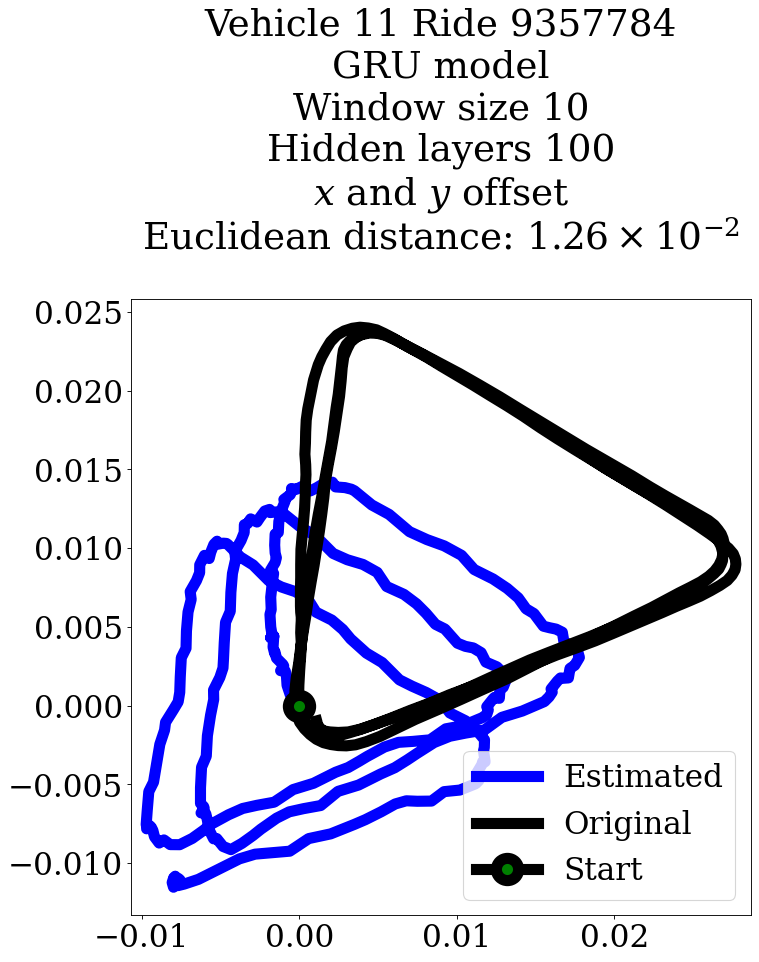 Vehicle 11 Ride 9357784
GRU model
Window size 10
Hidden layers 100
x and y offset
Euclidean distance: 1.26 × 10⁻²
0.025
0.020
0.015
0.010
0.005
0.000
−0.005
−0.010
Estimated
Original
Start
−0.01 0.00 0.01 0.02